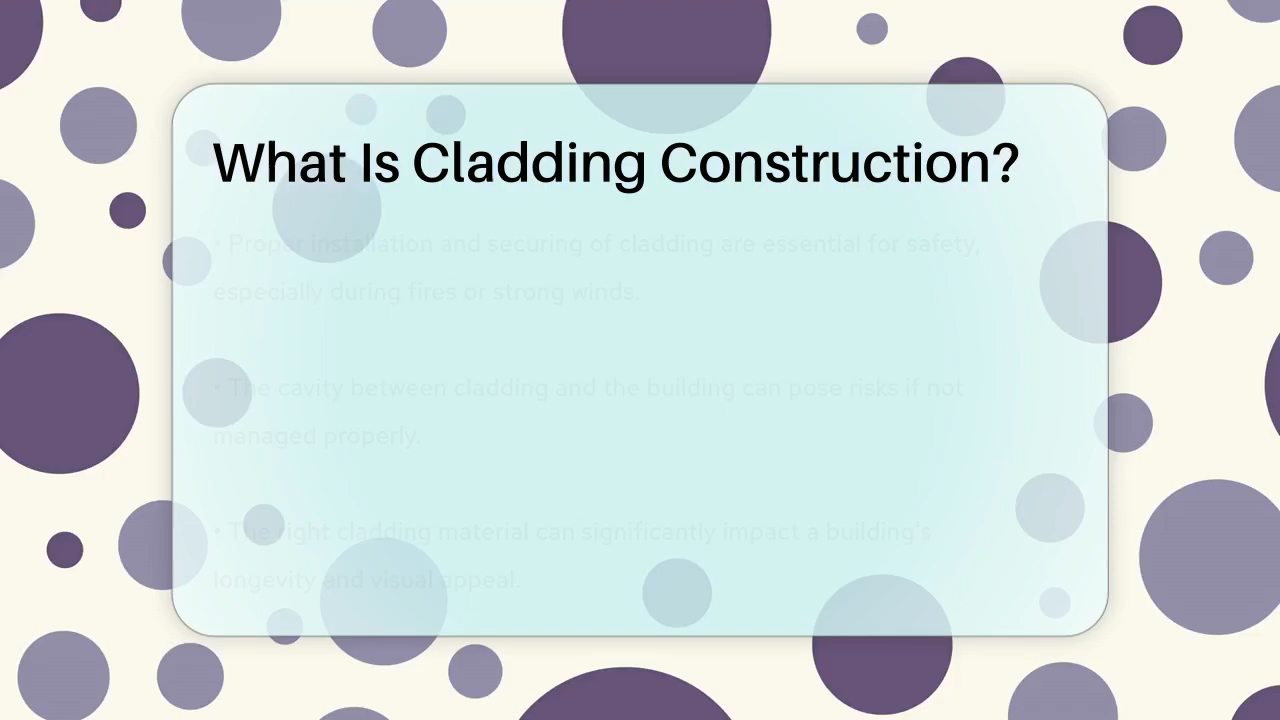 What Is Cladding Construction?
• Proper installation and securing of cladding are essential for safety,
especially during fires or strong winds.
• The cavity between cladding and the building can pose risks if not
managed properly.
• The right cladding material can significantly impact a building's
longevity and visual appeal.